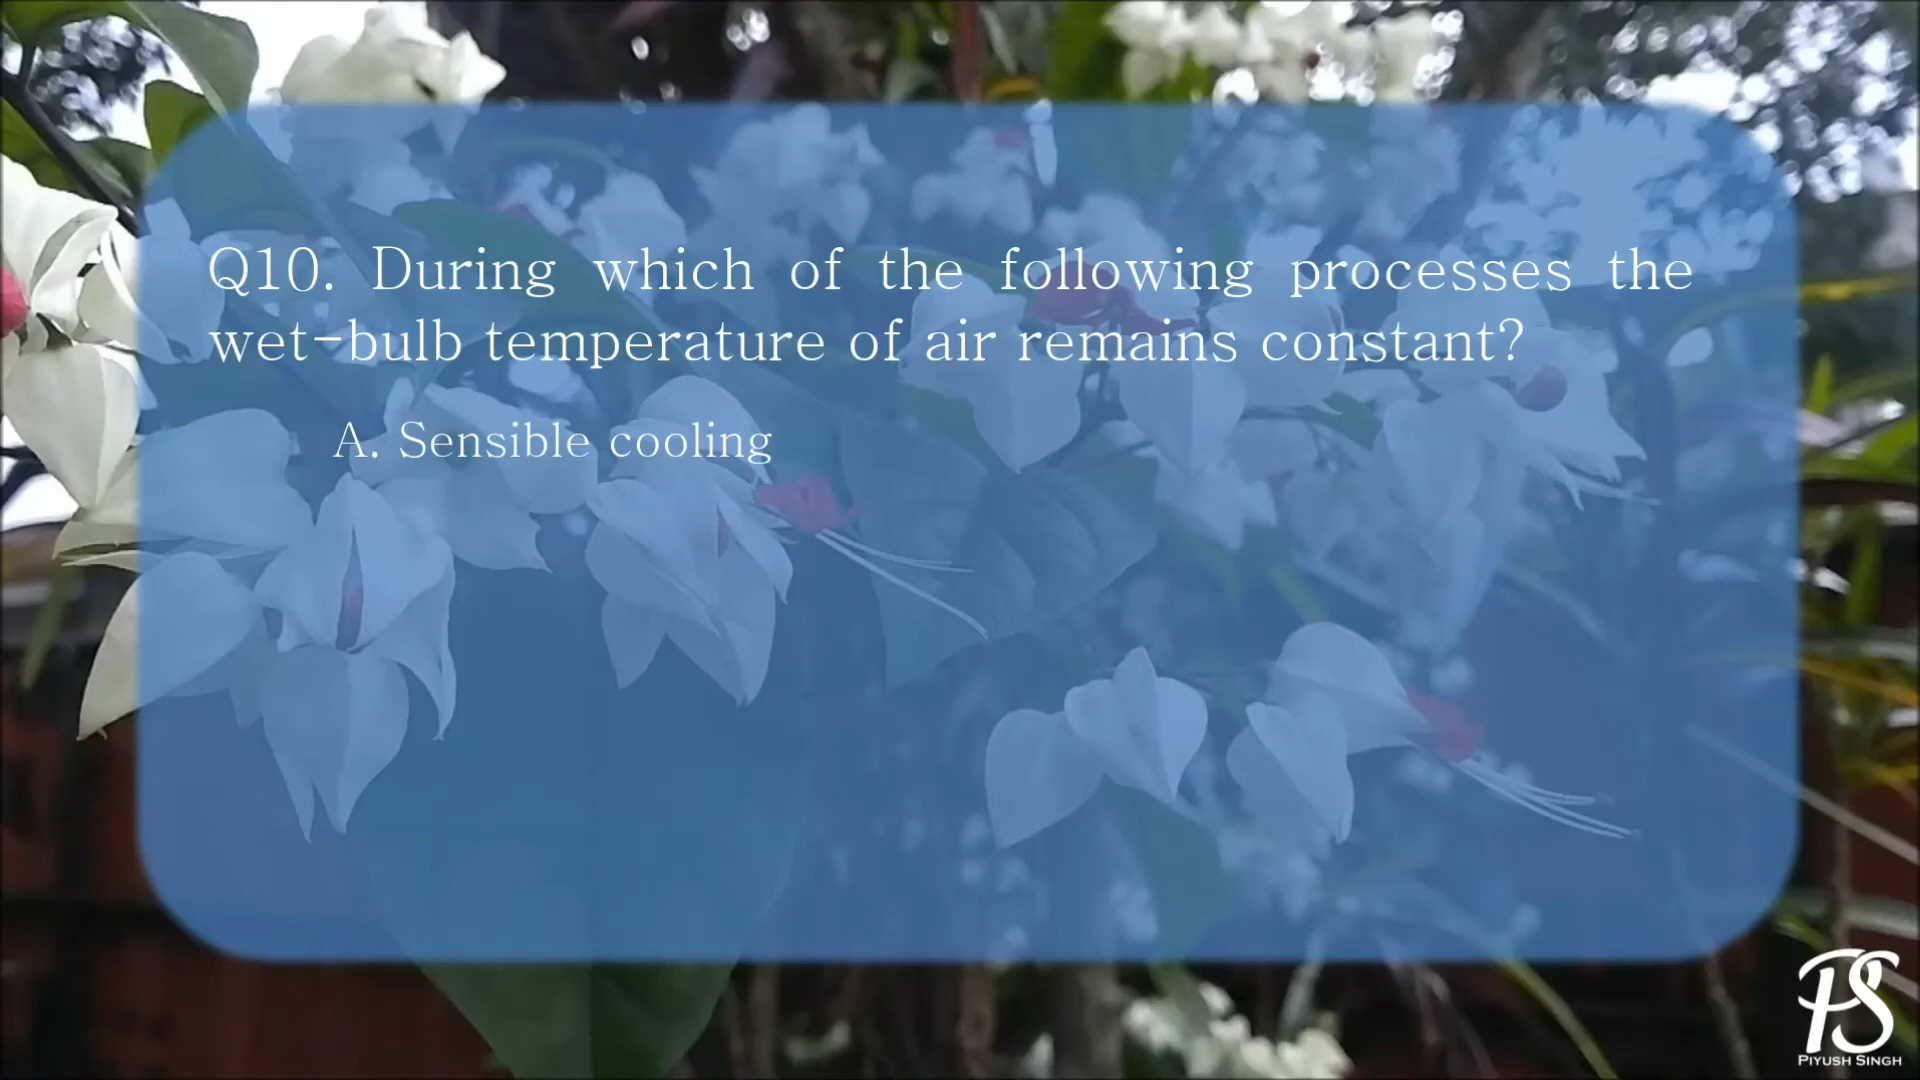 Q10. During which of the following processes the
wet-bulb temperature of air remains constant?
A. Sensible cooling
PS
PIYUSH SINGH